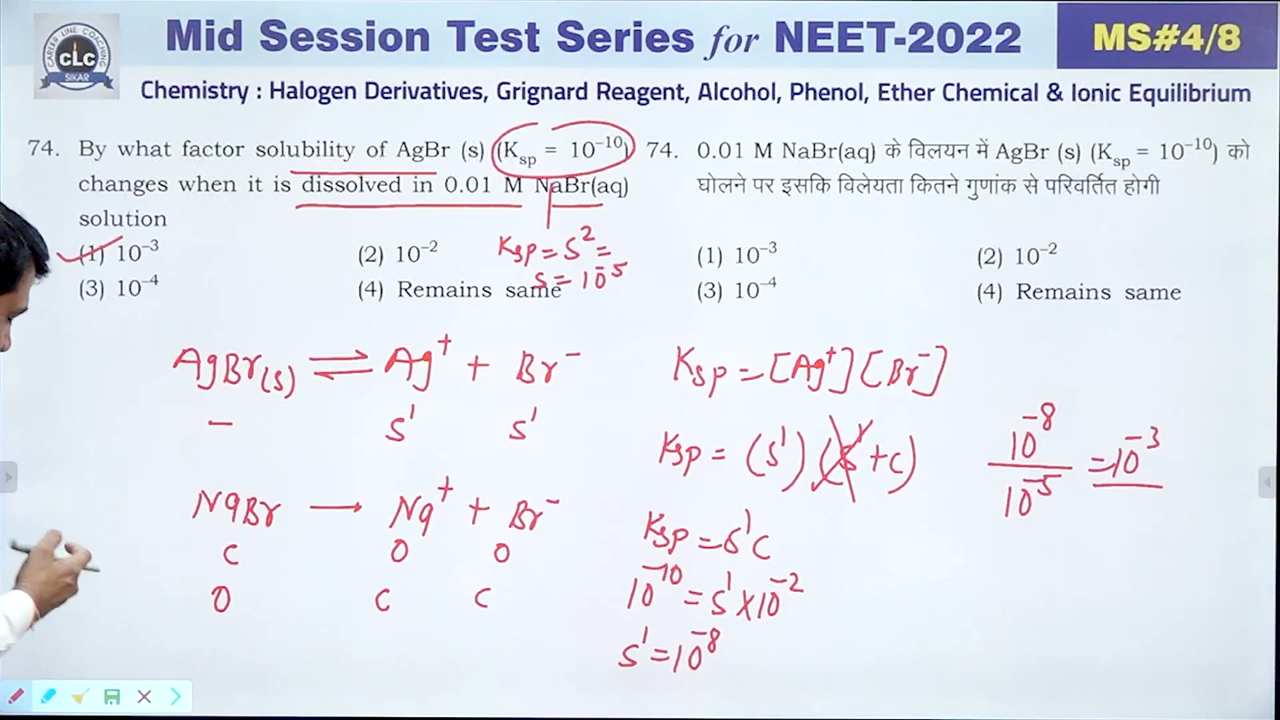 Mid Session Test Series for NEET-2022
MS#4/8
CAREER LINE COACHING
CLC
SIKAR
Chemistry : Halogen Derivatives, Grignard Reagent, Alcohol, Phenol, Ether Chemical & Ionic Equilibrium
74. By what factor solubility of AgBr (s) (Ksp = 10⁻¹⁰)
changes when it is dissolved in 0.01 M NaBr(aq)
solution
(1) 10⁻³
(2) 10⁻²
(3) 10⁻⁴
(4) Remains same
Ksp = S² =
S = 10⁻⁵
74. 0.01 M NaBr(aq) के विलयन में AgBr (s) (Ksp = 10⁻¹⁰) को
घोलने पर इसकि विलेयता कितने गुणांक से परिवर्तित होगी
(1) 10⁻³
(2) 10⁻²
(3) 10⁻⁴
(4) Remains same
AgBr(s) ⇌ Ag⁺ + Br⁻
– S' S'
NaBr → Na⁺ + Br⁻
C O O
O C C
Ksp = [Ag⁺] [Br⁻]
Ksp = (S') (S' + C)
Ksp = S'C
10⁻¹⁰ = S' × 10⁻²
S' = 10⁻⁸
10⁻⁸
10⁻⁵
= 10⁻³